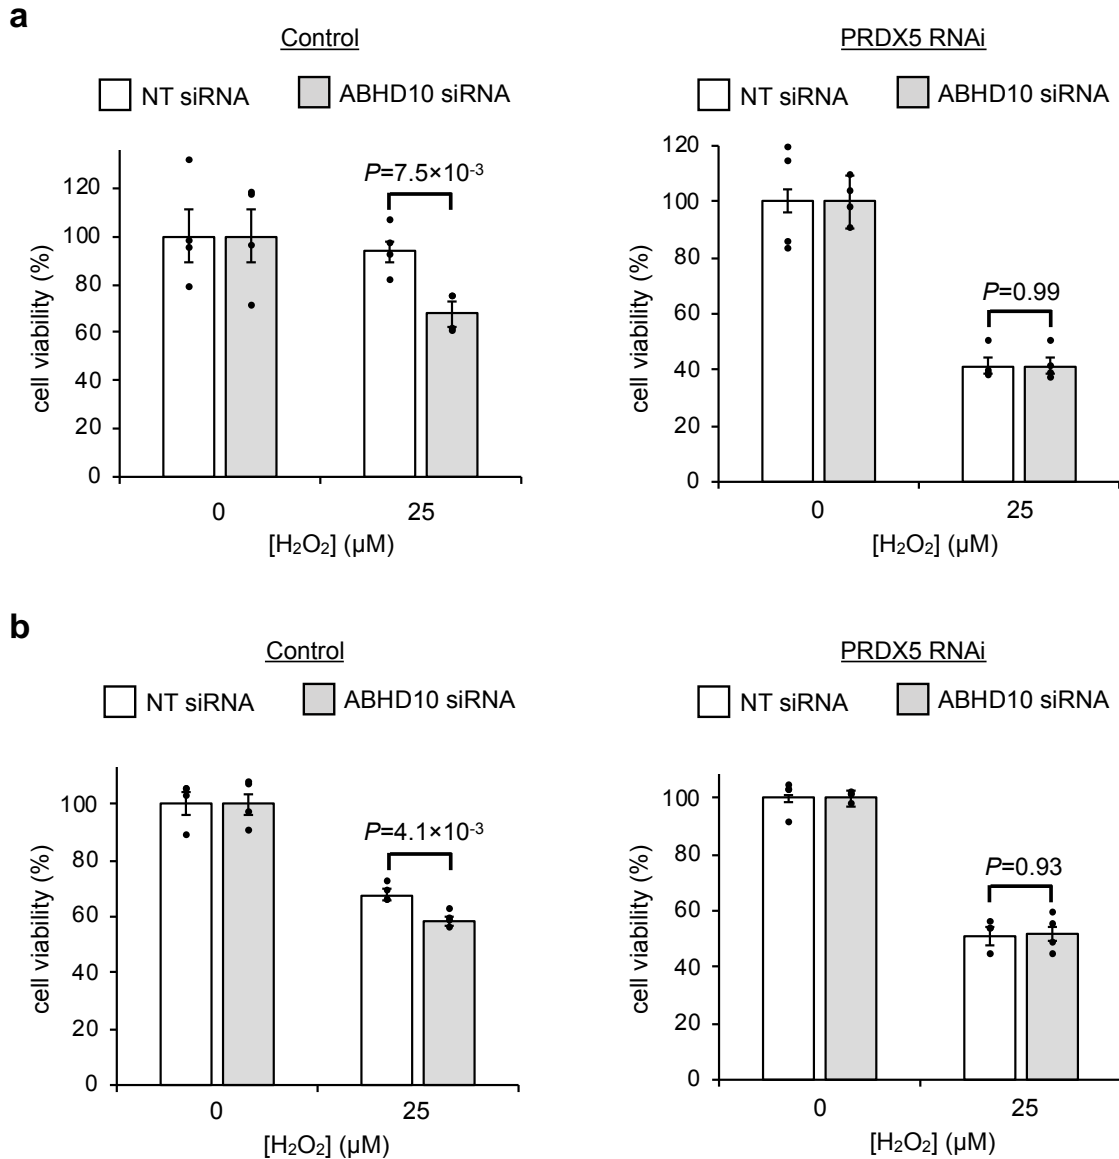 a
Control
NT siRNA
ABHD10 siRNA
P=7.5×10⁻³
120
100
80
60
40
20
0
cell viability (%)
0
25
[H₂O₂] (µM)
PRDX5 RNAi
NT siRNA
ABHD10 siRNA
120
100
80
60
40
20
0
cell viability (%)
P=0.99
0
25
[H₂O₂] (µM)
b
Control
NT siRNA
ABHD10 siRNA
100
80
60
40
20
0
cell viability (%)
P=4.1×10⁻³
0
25
[H₂O₂] (µM)
PRDX5 RNAi
NT siRNA
ABHD10 siRNA
100
80
60
40
20
0
cell viability (%)
P=0.93
0
25
[H₂O₂] (µM)